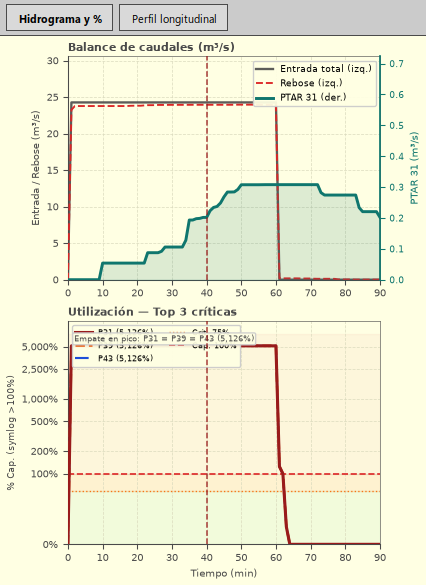 Hidrograma y %
Perfil longitudinal
Balance de caudales (m³/s)
Entrada / Rebose (m³/s)
30
25
20
15
10
5
0
Entrada total (izq.)
Rebose (izq.)
PTAR 31 (der.)
0.7
0.6
0.5
0.4
0.3
0.2
0.1
0.0
PTAR 31 (m³/s)
0 10 20 30 40 50 60 70 80 90
Utilización — Top 3 críticas
% Cap. (symlog >100%)
5,000%
2,500%
1,000%
500%
200%
100%
0%
P31 (5,126%)
Cap. 75%
Empate en pico: P31 = P39 = P43 (5,126%)
P39 (5,126%)
Cap. 100%
P43 (5,126%)
0 10 20 30 40 50 60 70 80 90
Tiempo (min)